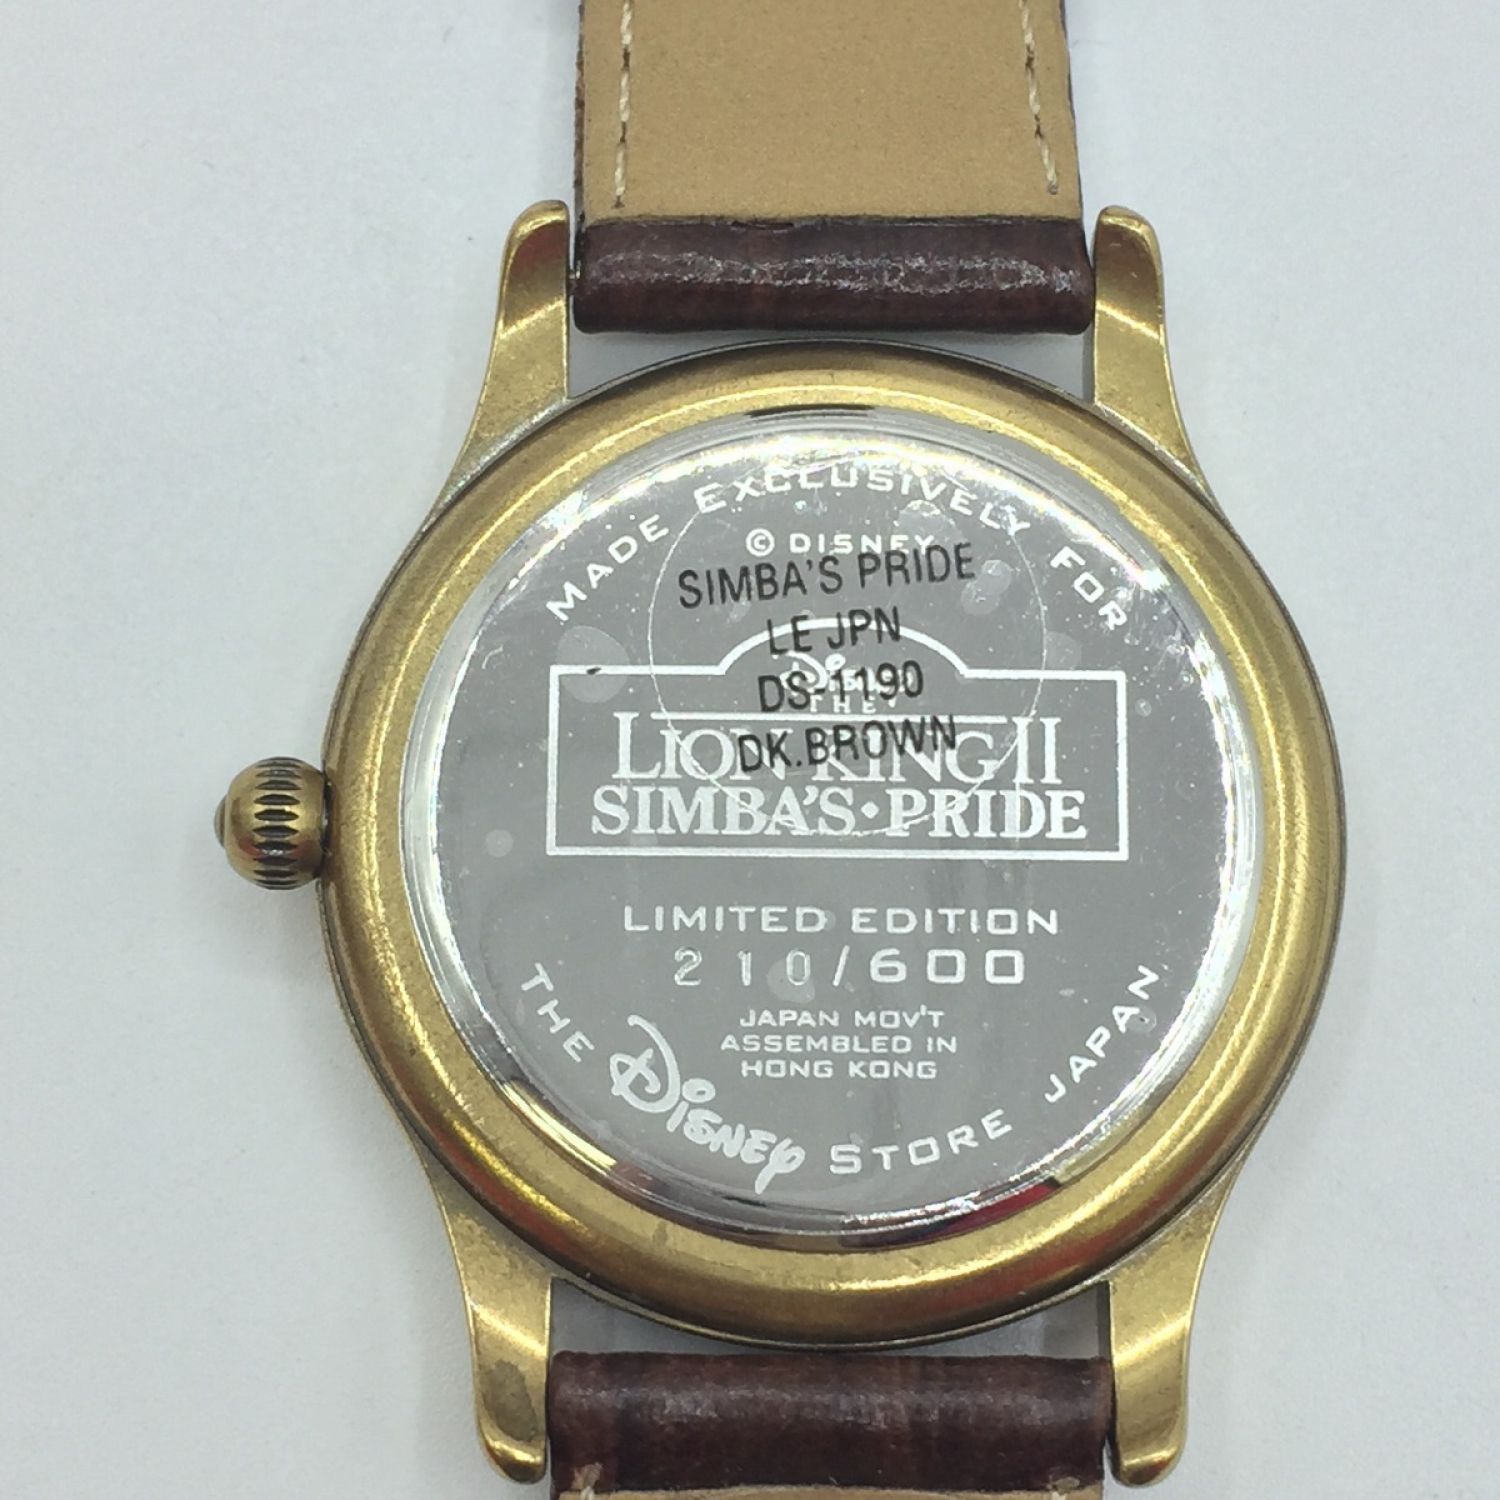 MADE EXCLUSIVELY FOR
© DISNEY
SIMBA'S PRIDE
LE JPN
DS-1190
DK.BROWN
Disney
THE
LION KING II
SIMBA'S•PRIDE
LIMITED EDITION
210/600
JAPAN MOV'T
ASSEMBLED IN
HONG KONG
THE Disney STORE JAPAN